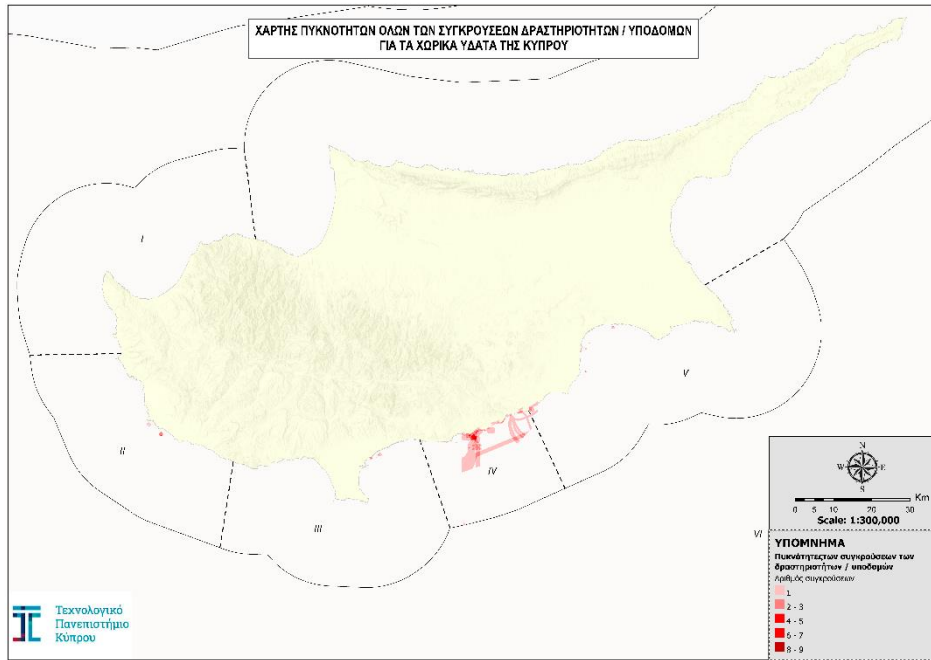 ΧΑΡΤΗΣ ΠΥΚΝΟΤΗΤΩΝ ΟΛΩΝ ΤΩΝ ΣΥΓΚΡΟΥΣΕΩΝ ΔΡΑΣΤΗΡΙΟΤΗΤΩΝ / ΥΠΟΔΟΜΩΝ
ΓΙΑ ΤΑ ΧΩΡΙΚΑ ΥΔΑΤΑ ΤΗΣ ΚΥΠΡΟΥ
I
V
II
IV
III
VI
N
W
E
S
Km
0 5 10 20 30
Scale: 1:300,000
ΥΠΟΜΝΗΜΑ
Πυκνότητεςτων συγκρούσεων των
δραστηριστήτων / υποδομών
Αριθμός συγκρούσεων
1
2 - 3
4 - 5
6 - 7
8 - 9
Τεχνολογικό
Πανεπιστήμιο
Κύπρου